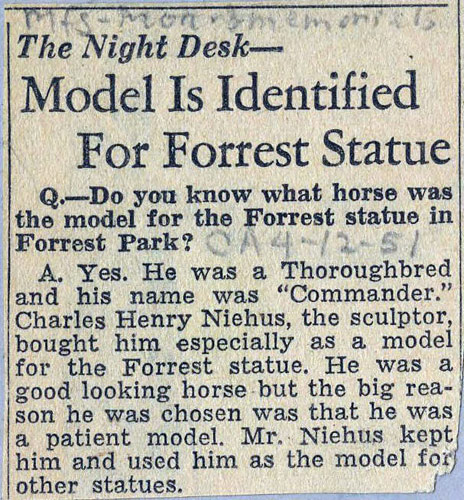 Mfs-Mon. & memorials
The Night Desk—
Model Is Identified
For Forrest Statue
Q.—Do you know what horse was
the model for the Forrest statue in
Forrest Park? CA 4-12-51
A. Yes. He was a Thoroughbred
and his name was "Commander."
Charles Henry Niehus, the sculptor,
bought him especially as a model
for the Forrest statue. He was a
good looking horse but the big rea-
son he was chosen was that he was
a patient model. Mr. Niehus kept
him and used him as the model for
other statues.